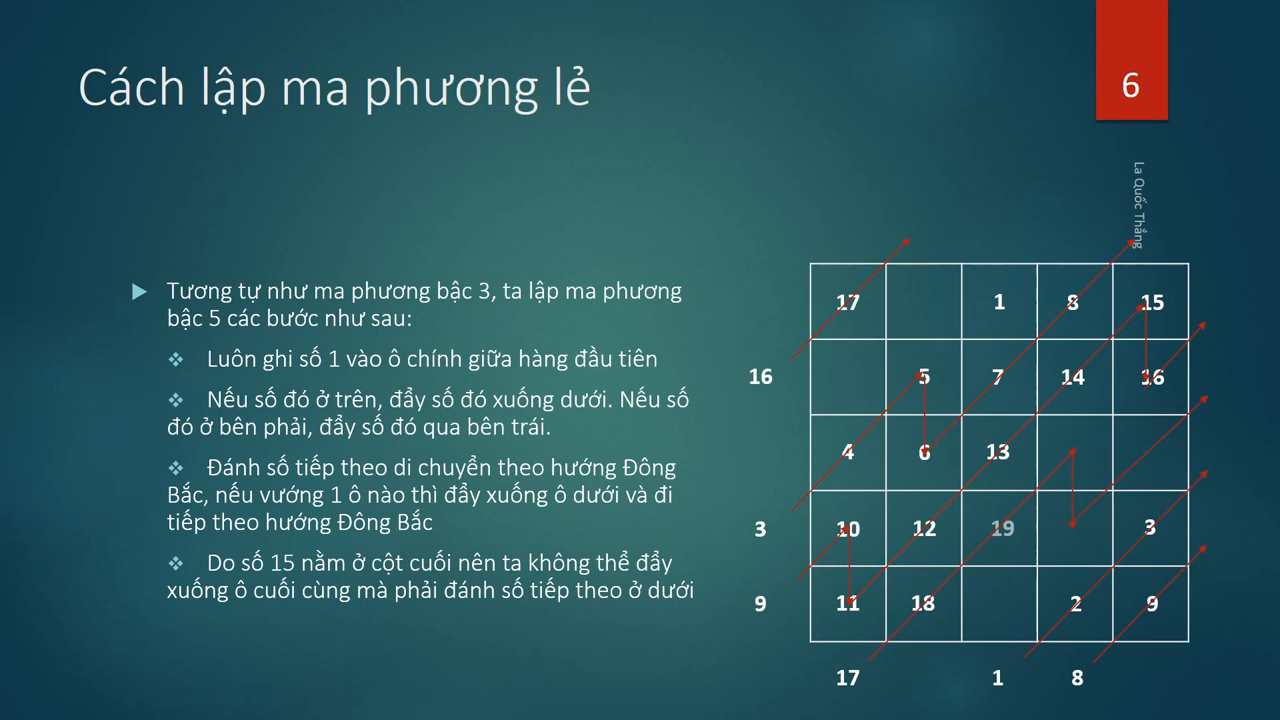 Cách lập ma phương lẻ
6
La Quốc Thắng
Tương tự như ma phương bậc 3, ta lập ma phương
bậc 5 các bước như sau:
Luôn ghi số 1 vào ô chính giữa hàng đầu tiên
Nếu số đó ở trên, đẩy số đó xuống dưới. Nếu số
đó ở bên phải, đẩy số đó qua bên trái.
Đánh số tiếp theo di chuyển theo hướng Đông
Bắc, nếu vướng 1 ô nào thì đẩy xuống ô dưới và đi
tiếp theo hướng Đông Bắc
Do số 15 nằm ở cột cuối nên ta không thể đẩy
xuống ô cuối cùng mà phải đánh số tiếp theo ở dưới
17 1 8 15
16 5 7 14 16
4 6 13
3 10 12 19 3
9 11 18 2 9
17 1 8